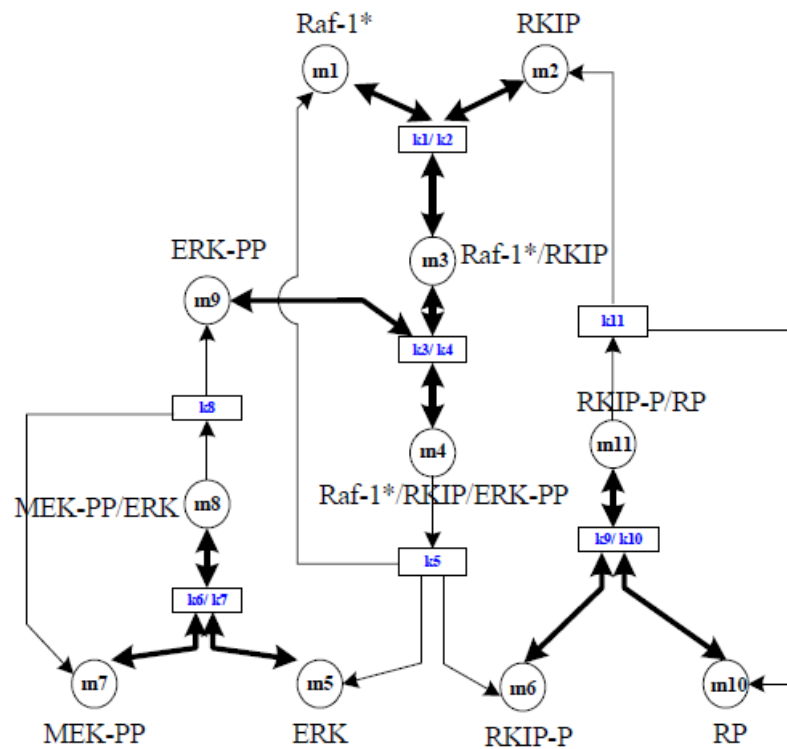 Raf-1* RKIP
m1 m2
k1/ k2
ERK-PP m3 Raf-1*/RKIP
m9
k3/ k4
k11
k8
RKIP-P/RP
m4 m11
MEK-PP/ERK m8 Raf-1*/RKIP/ERK-PP
k5 k9/ k10
k6/ k7
m7 m5 m6 m10
MEK-PP ERK RKIP-P RP